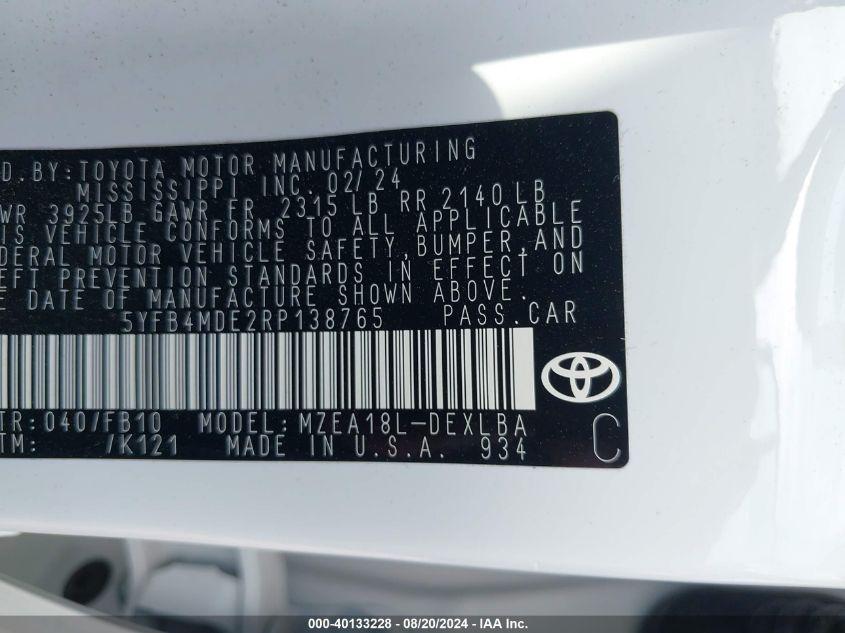 D. BY: TOYOTA MOTOR MANUFACTURING
MISSISSIPPI INC. 02/24
WR 3925LB GAWR FR 2315 LB RR 2140 LB
IS VEHICLE CONFORMS TO ALL APPLICABLE
DERAL MOTOR VEHICLE SAFETY, BUMPER, AND
EFT PREVENTION STANDARDS IN EFFECT ON
E DATE OF MANUFACTURE SHOWN ABOVE.
5YFB4MDE2RP138765 PASS.CAR
TR: 040/FB10 MODEL: MZEA18L-DEXLBA
TM: /K121 MADE IN U.S.A. 934 C
000-40133228 - 08/20/2024 - IAA Inc.